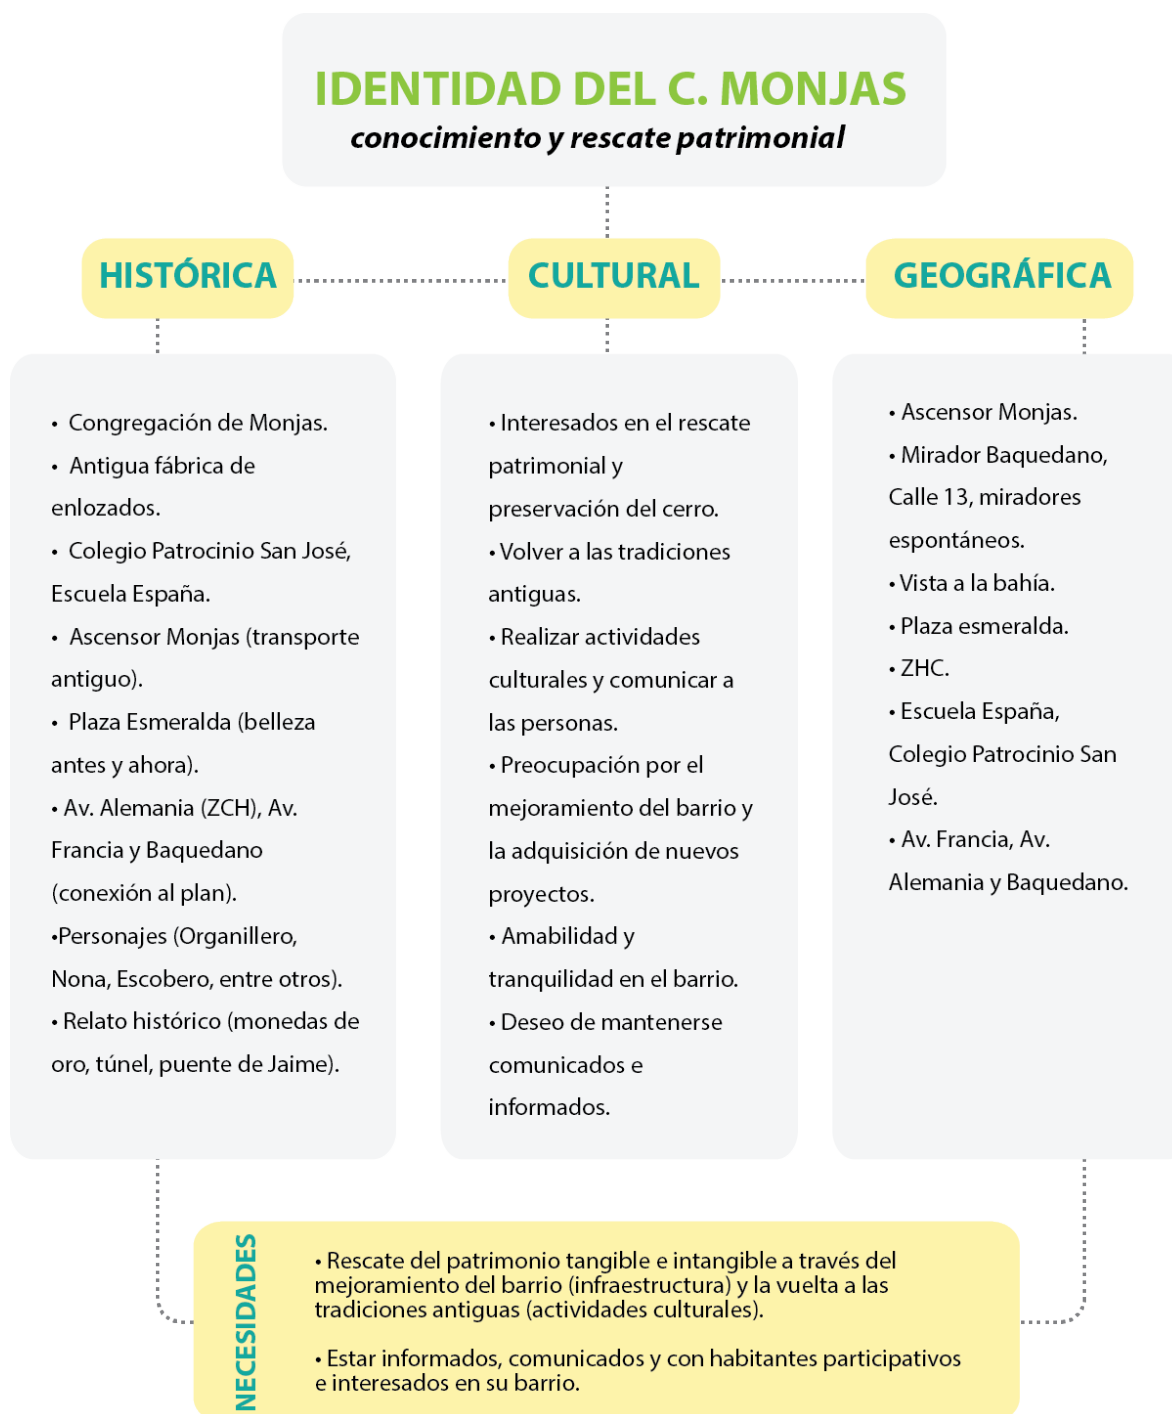 IDENTIDAD DEL C. MONJAS
conocimiento y rescate patrimonial
HISTÓRICA
CULTURAL
GEOGRÁFICA
• Congregación de Monjas.
• Antigua fábrica de
enlozados.
• Colegio Patrocinio San José,
Escuela España.
• Ascensor Monjas (transporte
antiguo).
• Plaza Esmeralda (belleza
antes y ahora).
• Av. Alemania (ZCH), Av.
Francia y Baquedano
(conexión al plan).
•Personajes (Organillero,
Nona, Escobero, entre otros).
• Relato histórico (monedas de
oro, túnel, puente de Jaime).
• Interesados en el rescate
patrimonial y
preservación del cerro.
• Volver a las tradiciones
antiguas.
• Realizar actividades
culturales y comunicar a
las personas.
• Preocupación por el
mejoramiento del barrio y
la adquisición de nuevos
proyectos.
• Amabilidad y
tranquilidad en el barrio.
• Deseo de mantenerse
comunicados e
informados.
• Ascensor Monjas.
• Mirador Baquedano,
Calle 13, miradores
espontáneos.
• Vista a la bahía.
• Plaza esmeralda.
• ZHC.
• Escuela España,
Colegio Patrocinio San
José.
• Av. Francia, Av.
Alemania y Baquedano.
NECESIDADES
• Rescate del patrimonio tangible e intangible a través del
mejoramiento del barrio (infraestructura) y la vuelta a las
tradiciones antiguas (actividades culturales).
• Estar informados, comunicados y con habitantes participativos
e interesados en su barrio.